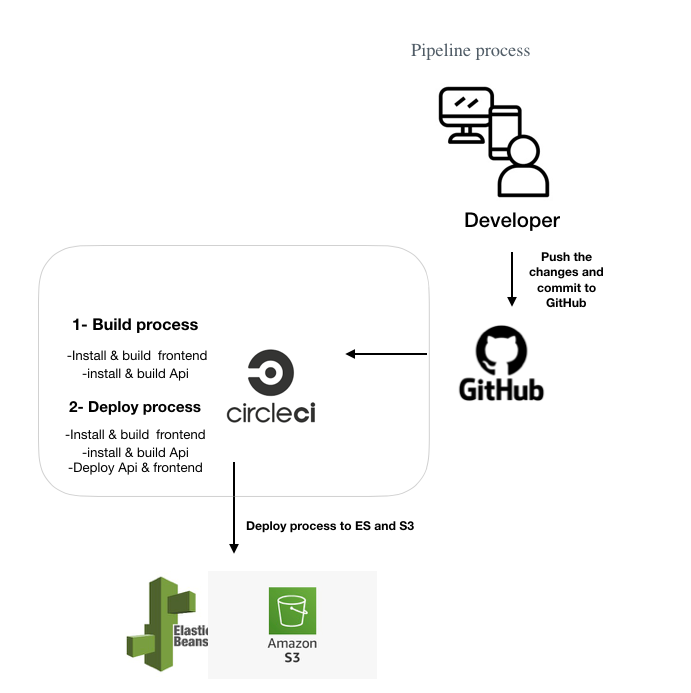 Pipeline process
Developer
Push the
changes and
commit to
GitHub
GitHub
1- Build process
-Install & build  frontend
-install & build Api
circleci
2- Deploy process
-Install & build  frontend
-install & build Api
-Deploy Api & frontend
Deploy process to ES and S3
Elastic
Beans
Amazon
S3